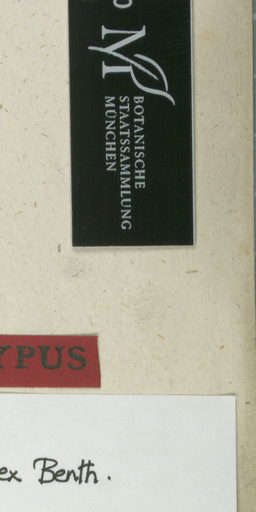 M
BOTANISCHE
STAATSSAMMLUNG
MÜNCHEN
YPUS
ex Benth.